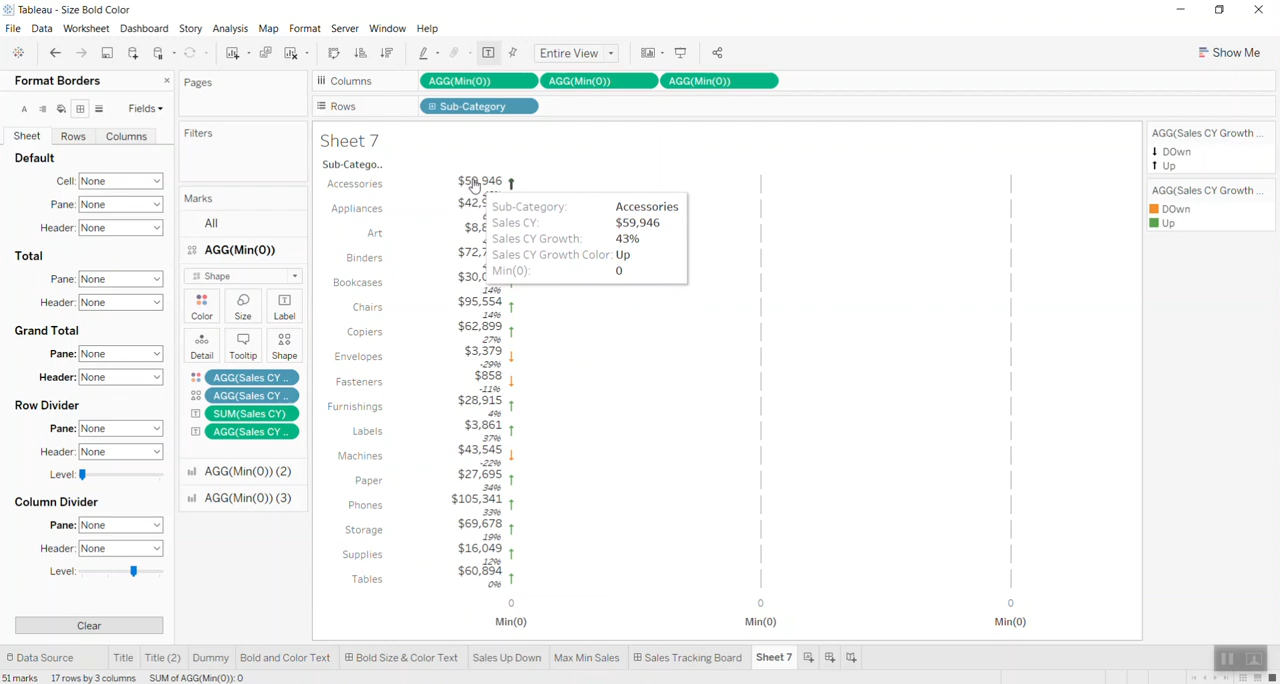 Tableau - Size Bold Color
File Data Worksheet Dashboard Story Analysis Map Format Server Window Help
Entire View
Show Me
Format Borders
Fields
Sheet Rows Columns
Default
Cell: None
Pane: None
Header: None
Total
Pane: None
Header: None
Grand Total
Pane: None
Header: None
Row Divider
Pane: None
Header: None
Level:
Column Divider
Pane: None
Header: None
Level:
Clear
Pages
Filters
Marks
All
AGG(Min(0))
Shape
Color Size Label
Detail Tooltip Shape
AGG(Sales CY ..
AGG(Sales CY ..
SUM(Sales CY)
AGG(Sales CY ..
AGG(Min(0)) (2)
AGG(Min(0)) (3)
Columns AGG(Min(0)) AGG(Min(0)) AGG(Min(0))
Rows Sub-Category
Sheet 7
Sub-Catego..
Accessories $59,946
Appliances $42,9
Art $8,8
Binders $72,7
Bookcases $30,0
14%
Chairs $95,554
14%
Copiers $62,899
27%
Envelopes $3,379
-29%
Fasteners $858
-11%
Furnishings $28,915
4%
Labels $3,861
37%
Machines $43,545
-22%
Paper $27,695
34%
Phones $105,341
33%
Storage $69,678
19%
Supplies $16,049
12%
Tables $60,894
0%
Sub-Category: Accessories
Sales CY: $59,946
Sales CY Growth: 43%
Sales CY Growth Color: Up
Min(0): 0
0 0 0
Min(0) Min(0) Min(0)
AGG(Sales CY Growth ...
DOwn
Up
AGG(Sales CY Growth ...
DOwn
Up
Data Source Title Title (2) Dummy Bold and Color Text Bold Size & Color Text Sales Up Down Max Min Sales Sales Tracking Board Sheet 7
51 marks 17 rows by 3 columns SUM of AGG(Min(0)): 0